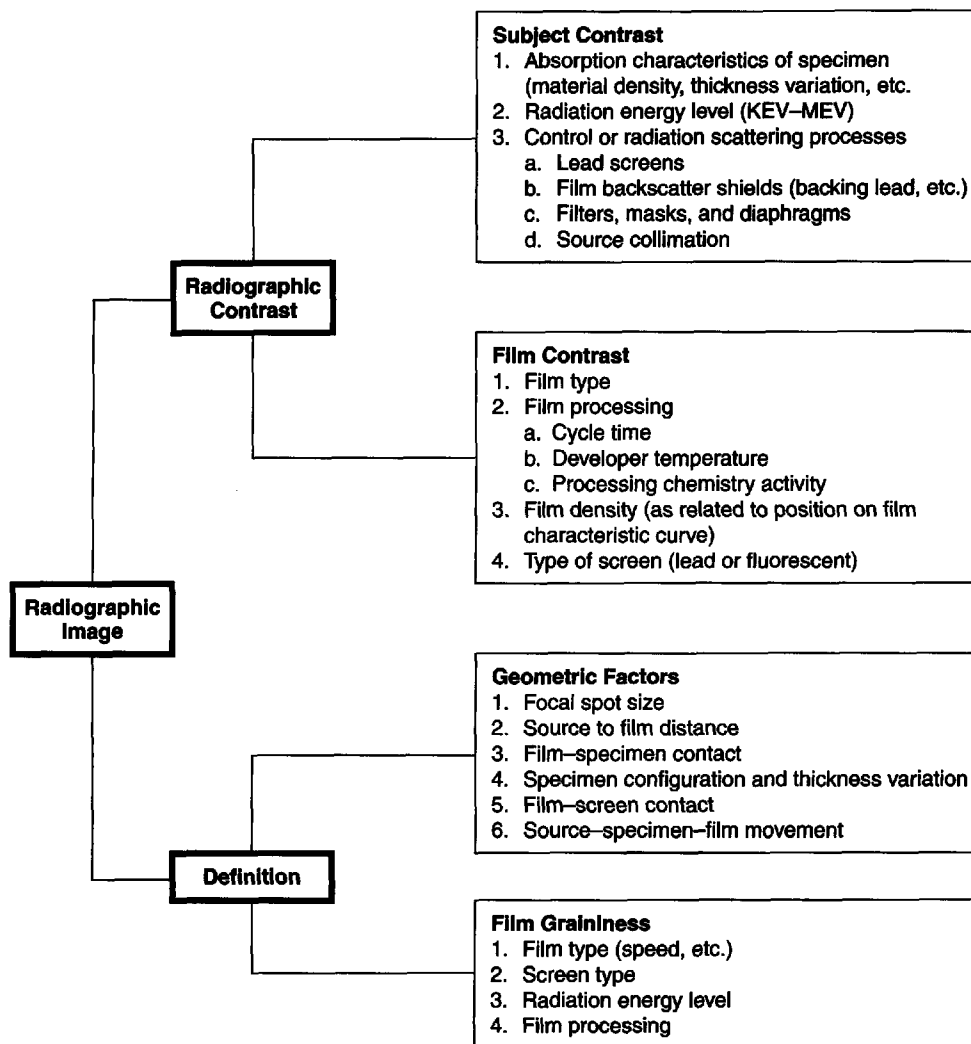 Subject Contrast
1. Absorption characteristics of specimen
(material density, thickness variation, etc.
2. Radiation energy level (KEV–MEV)
3. Control or radiation scattering processes
a. Lead screens
b. Film backscatter shields (backing lead, etc.)
c. Filters, masks, and diaphragms
d. Source collimation
Radiographic
Contrast
Film Contrast
1. Film type
2. Film processing
a. Cycle time
b. Developer temperature
c. Processing chemistry activity
3. Film density (as related to position on film
characteristic curve)
4. Type of screen (lead or fluorescent)
Radiographic
Image
Geometric Factors
1. Focal spot size
2. Source to film distance
3. Film–specimen contact
4. Specimen configuration and thickness variation
5. Film–screen contact
6. Source–specimen–film movement
Definition
Film Graininess
1. Film type (speed, etc.)
2. Screen type
3. Radiation energy level
4. Film processing